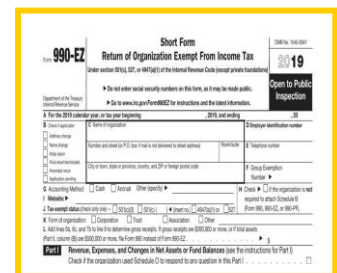 Short Form
OMB No. 1545-0047
Form 990-EZ
Return of Organization Exempt From Income Tax
2019
Under section 501(c), 527, or 4947(a)(1) of the Internal Revenue Code (except private foundations)
▶ Do not enter social security numbers on this form, as it may be made public.
Open to Public
Inspection
Department of the Treasury
Internal Revenue Service
▶ Go to www.irs.gov/Form990EZ for instructions and the latest information.
A For the 2019 calendar year, or tax year beginning , 2019, and ending , 20
B Check if applicable:
C Name of organization
D Employer identification number
Address change
Name change
Number and street (or P.O. box if mail is not delivered to street address)
Room/suite
E Telephone number
Initial return
Final return/terminated
Amended return
City or town, state or province, country, and ZIP or foreign postal code
F Group Exemption
Number ▶
Application pending
G Accounting Method: Cash Accrual Other (specify) ▶
H Check ▶ if the organization is not
I Website: ▶
required to attach Schedule B
(Form 990, 990-EZ, or 990-PF).
J Tax-exempt status (check only one) – 501(c)(3) 501(c) ( ) ◀ (insert no.) 4947(a)(1) or 527
K Form of organization: Corporation Trust Association Other
L Add lines 5b, 6c, and 7b to line 9 to determine gross receipts. If gross receipts are $200,000 or more, or if total assets
(Part II, column (B)) are $500,000 or more, file Form 990 instead of Form 990-EZ ▶ $
Part I Revenue, Expenses, and Changes in Net Assets or Fund Balances (see the instructions for Part I)
Check if the organization used Schedule O to respond to any question in this Part I